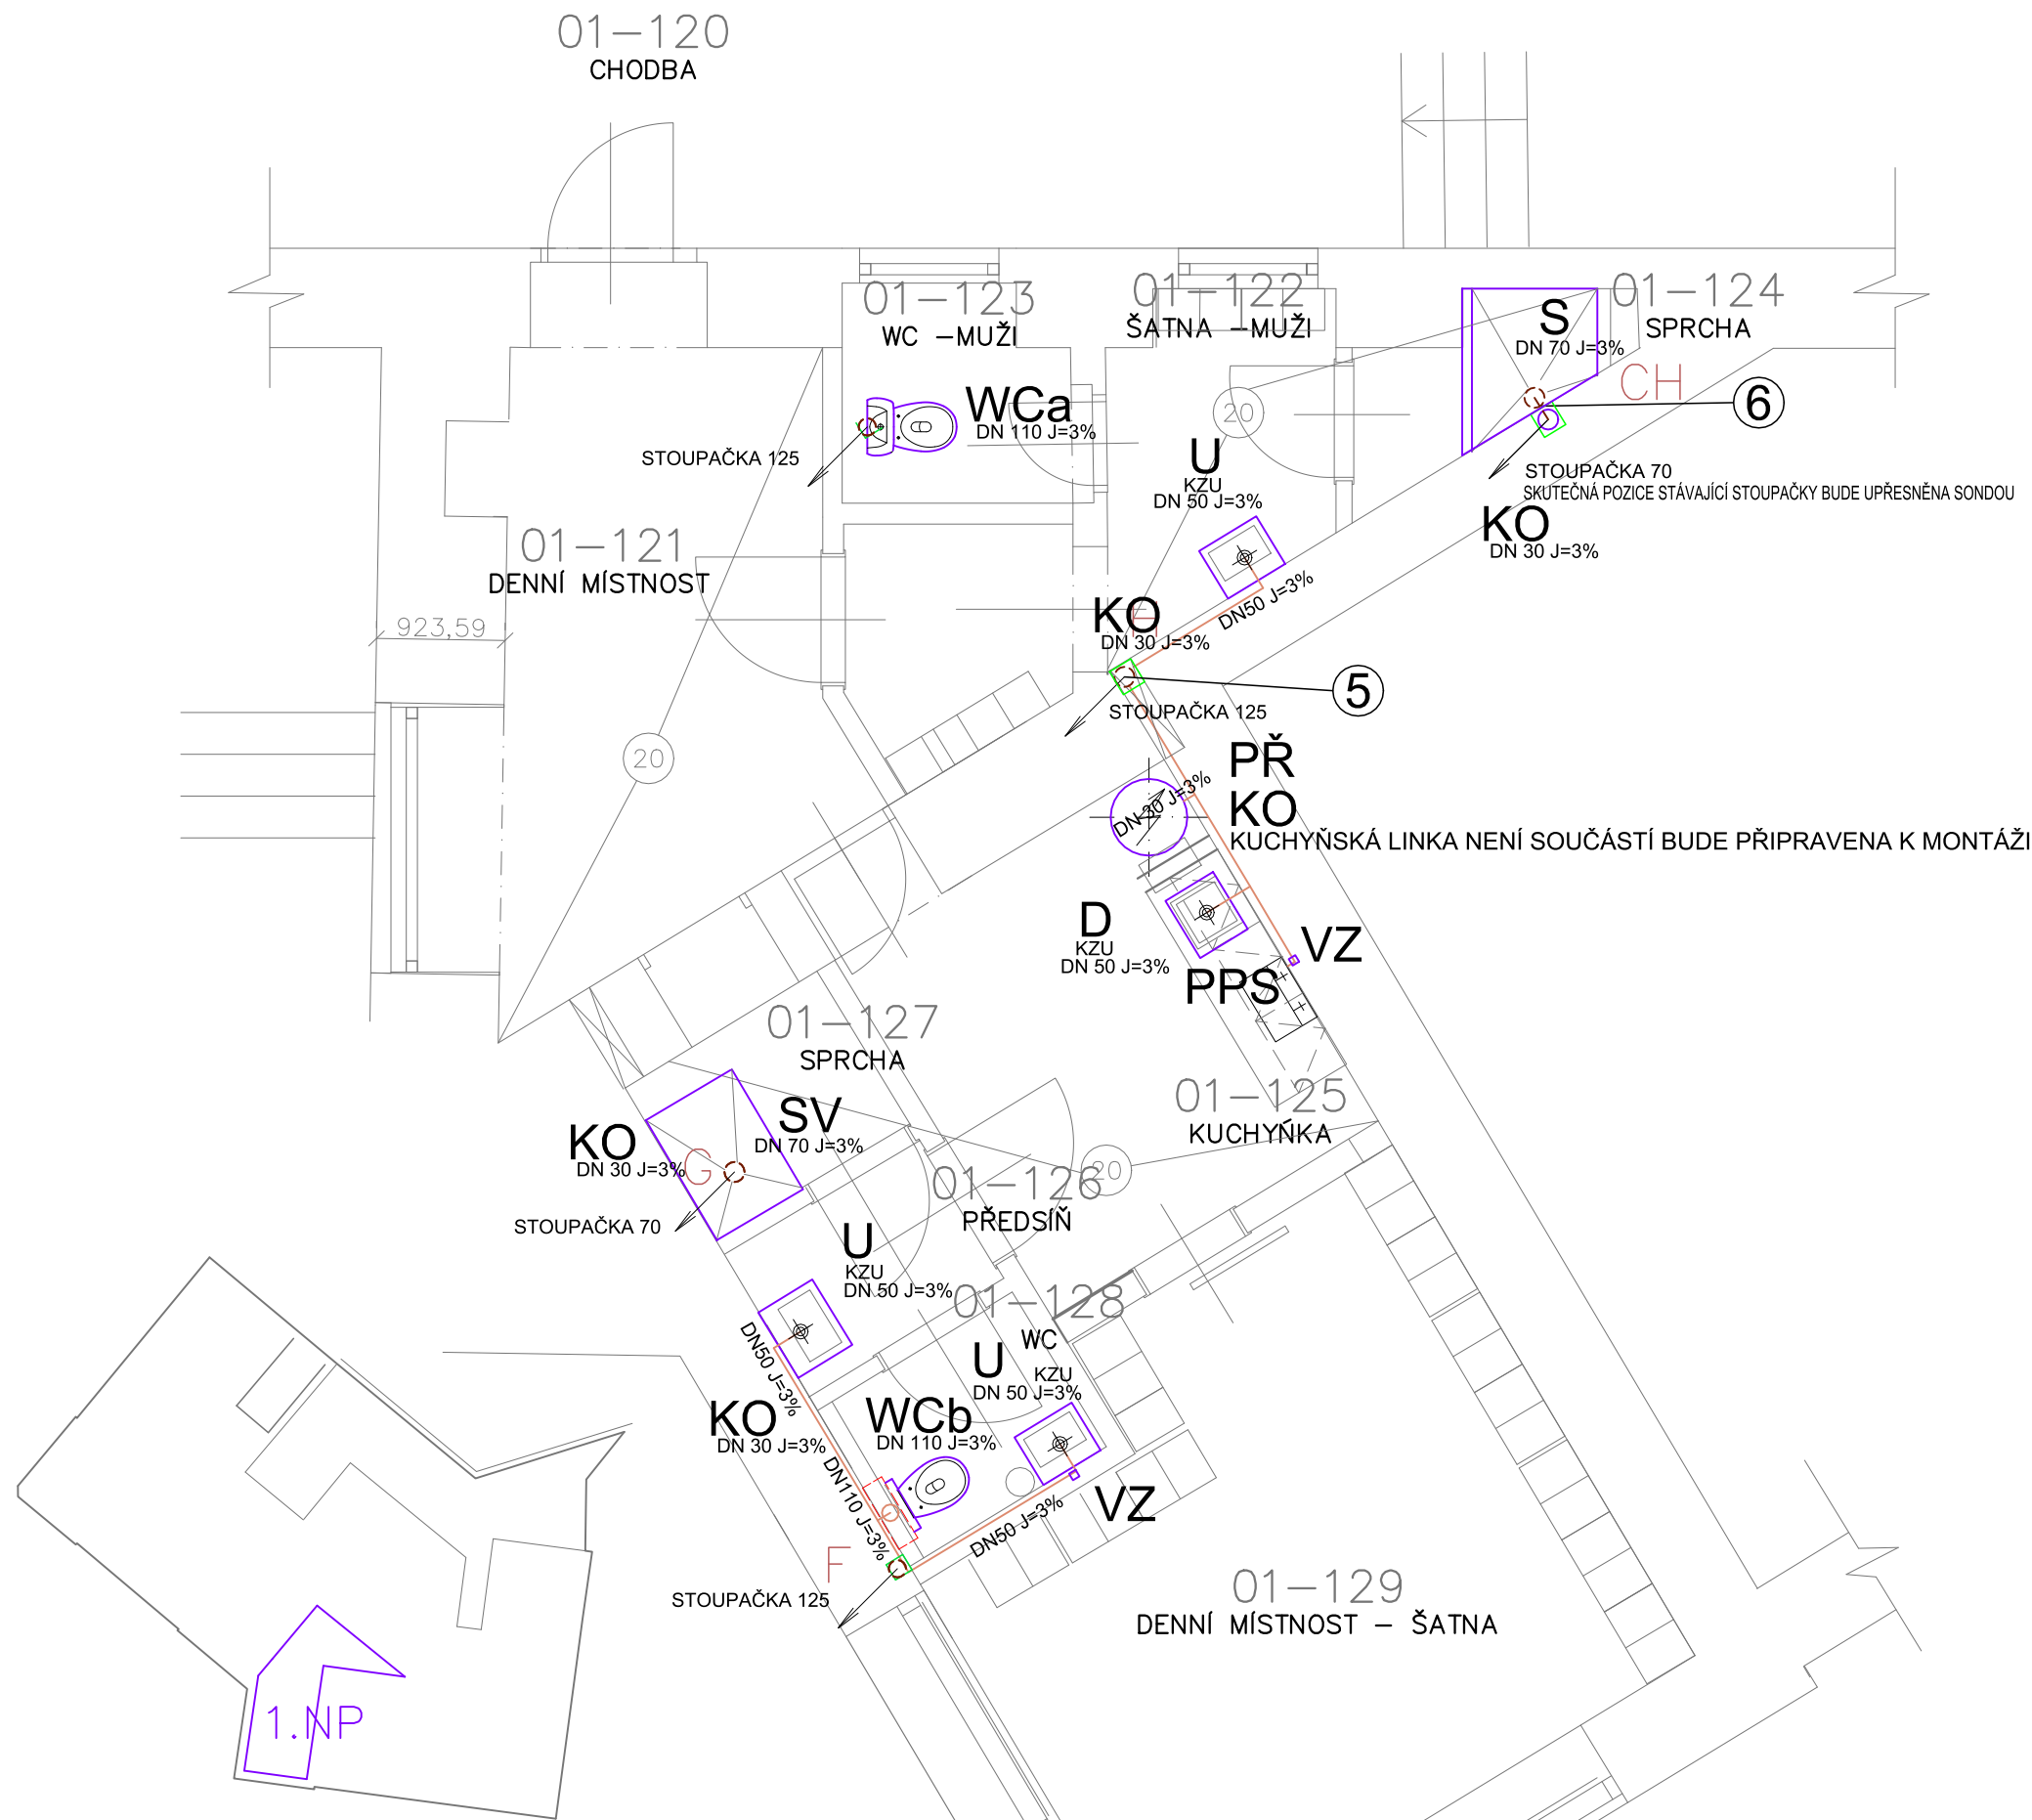 01-120
CHODBA
01-123
WC -MUŽI
01-122
ŠATNA -MUŽI
01-124
SPRCHA
S
DN 70 J=3%
CH
6
WCa
DN 110 J=3%
20
STOUPAČKA 125
U
KZU
DN 50 J=3%
STOUPAČKA 70
SKUTEČNÁ POZICE STÁVAJÍCÍ STOUPAČKY BUDE UPŘESNĚNA SONDOU
KO
DN 30 J=3%
01-121
DENNÍ MÍSTNOST
923,59
DN50 J=3%
KO
H
DN 30 J=3%
5
STOUPAČKA 125
20
PŘ
KO
DN 30 J=3%
KUCHYŇSKÁ LINKA NENÍ SOUČÁSTÍ BUDE PŘIPRAVENA K MONTÁŽI
D
KZU
DN 50 J=3%
VZ
PPS
01-127
SPRCHA
01-125
KUCHYŇKA
SV
DN 70 J=3%
KO
DN 30 J=3%
G
20
01-126
PŘEDSÍŇ
STOUPAČKA 70
U
KZU
DN 50 J=3%
01-128
WC
U
KZU
DN 50 J=3%
DN50 J=3%
KO
DN 30 J=3%
WCb
DN 110 J=3%
DN110 J=3%
VZ
DN50 J=3%
F
STOUPAČKA 125
01-129
DENNÍ MÍSTNOST - ŠATNA
1.NP